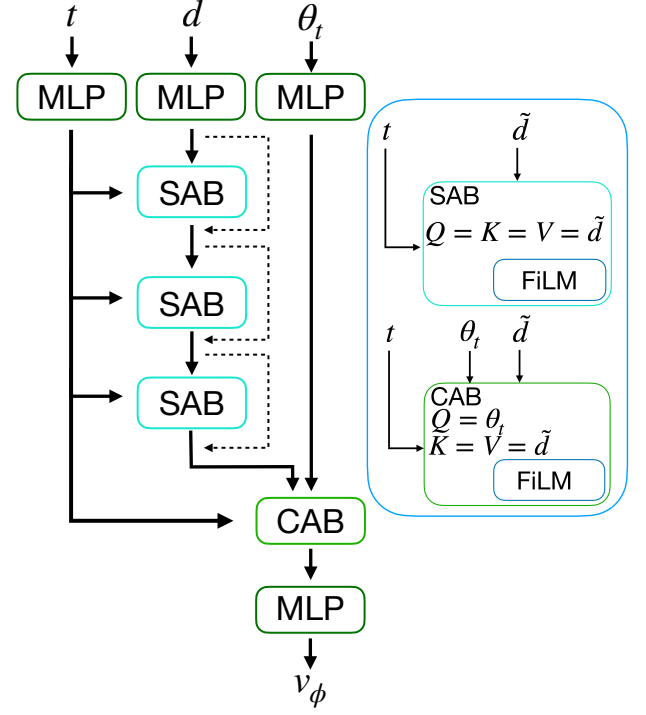 t d θ_t
MLP MLP MLP
SAB
SAB
SAB
CAB
MLP
v_ϕ
t d̃
SAB
Q = K = V = d̃
FiLM
t θ_t d̃
CAB
Q = θ_t
K = V = d̃
FiLM